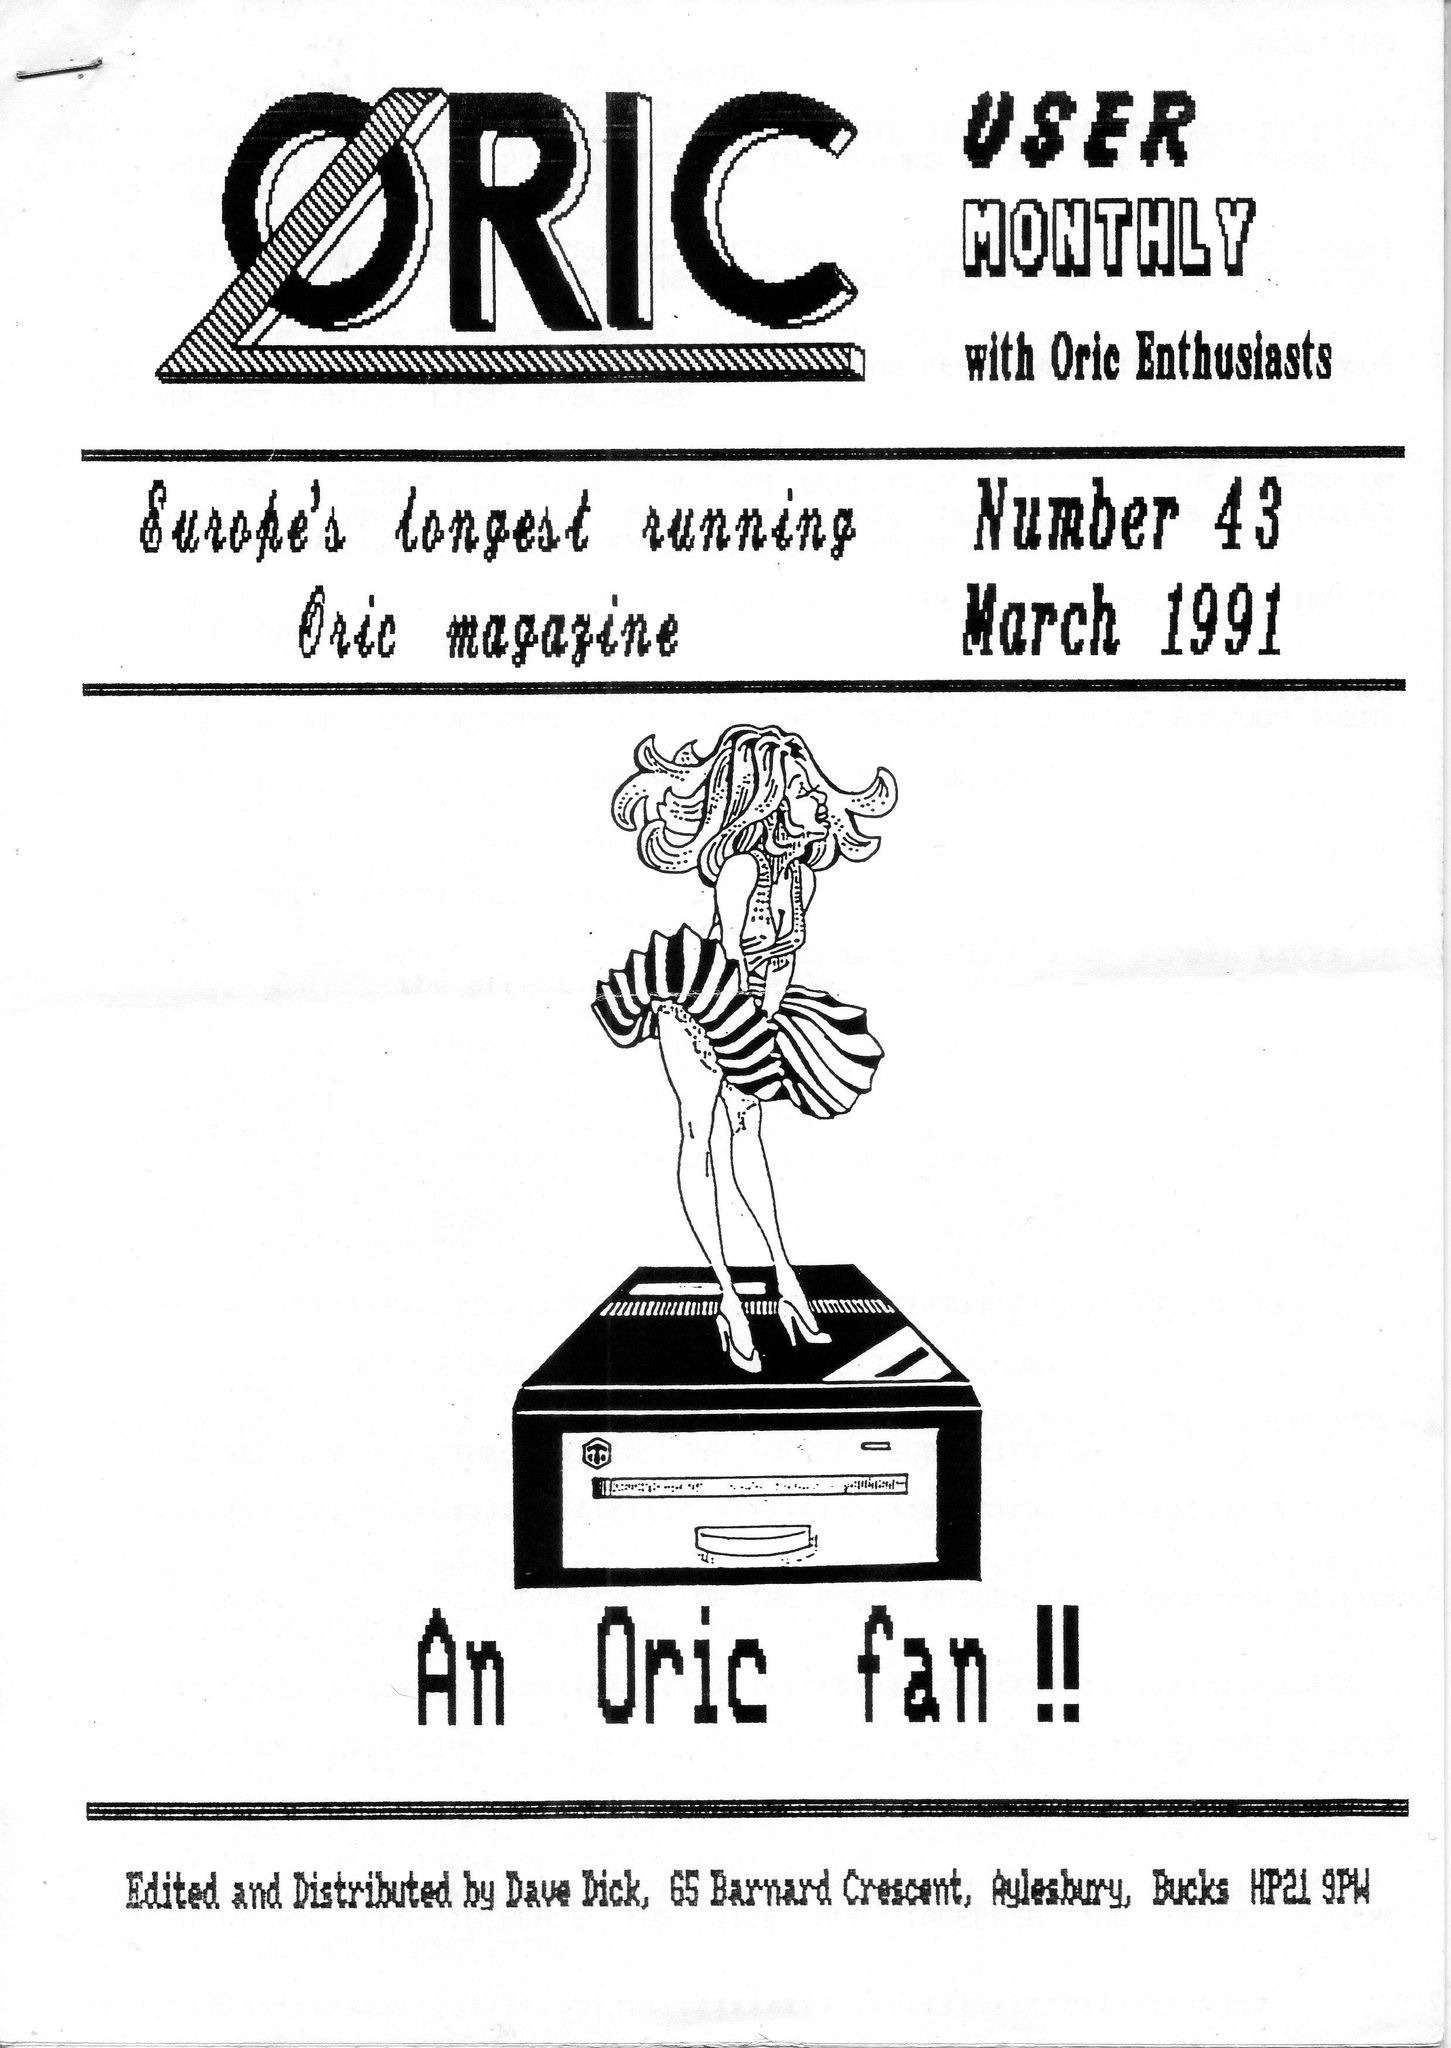 ORIC
USER
MONTHLY
with Oric Enthusiasts
Europe's longest running
Oric magazine
Number 43
March 1991
An Oric fan !!
Edited and Distributed by Dave Dick, 65 Barnard Crescent, Aylesbury, Bucks HP21 9PW